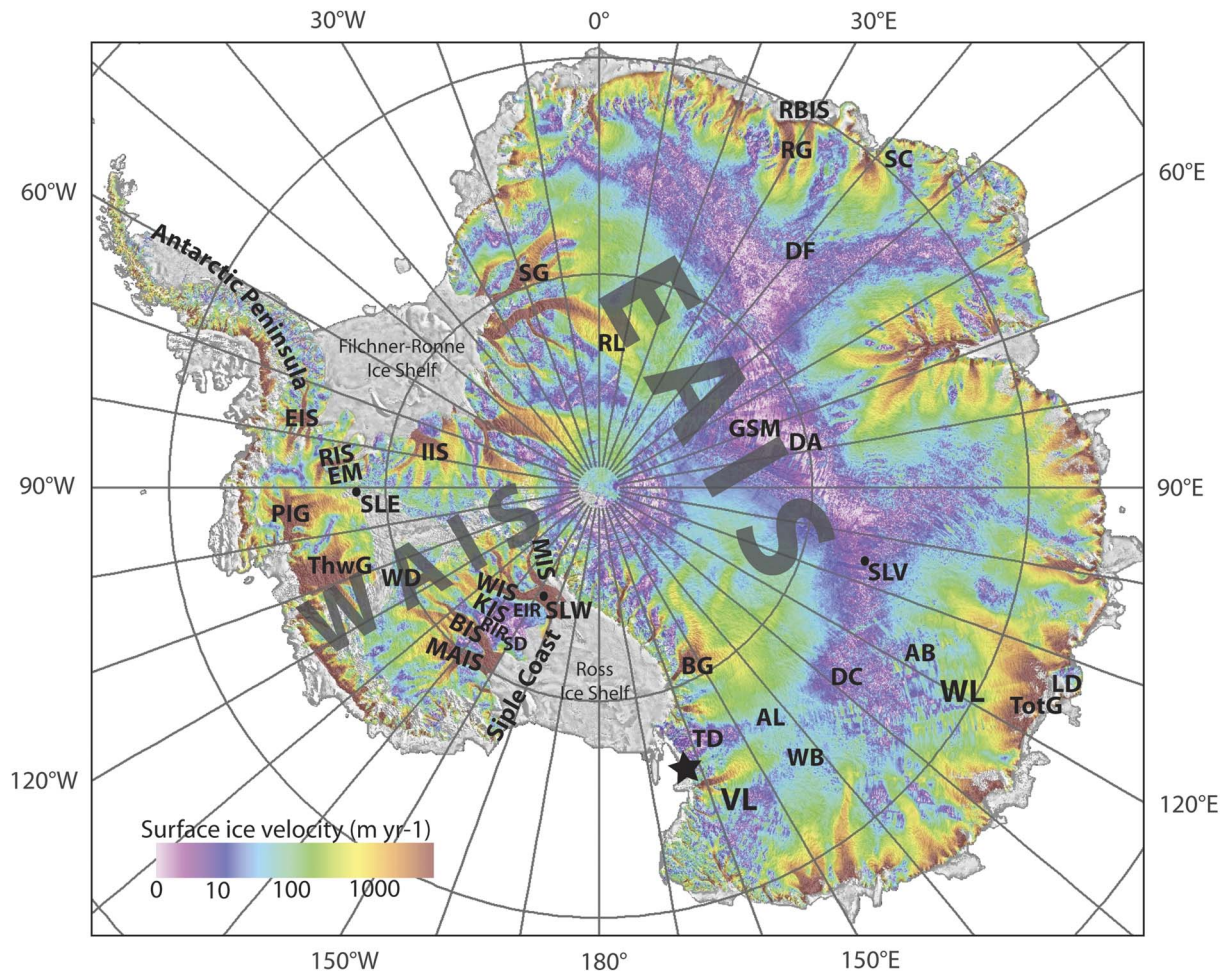 30°W
0°
30°E
RBIS
RG
SC
60°W
60°E
DF
Antarctic Peninsula
SG
EAIS
RL
Filchner-Ronne
Ice Shelf
EIS
IIS
GSM
DA
RIS
EM
90°W
SLE
90°E
PIG
WAIS
MIS
ThwG
WD
SLV
WIS
KIS
EIR
SLW
RIR
BIS
SD
MAIS
AB
BG
Ross
Ice Shelf
DC
WL
LD
TotG
Siple Coast
AL
TD
WB
120°W
VL
120°E
Surface ice velocity (m yr-1)
0 10 100 1000
150°W
180°
150°E